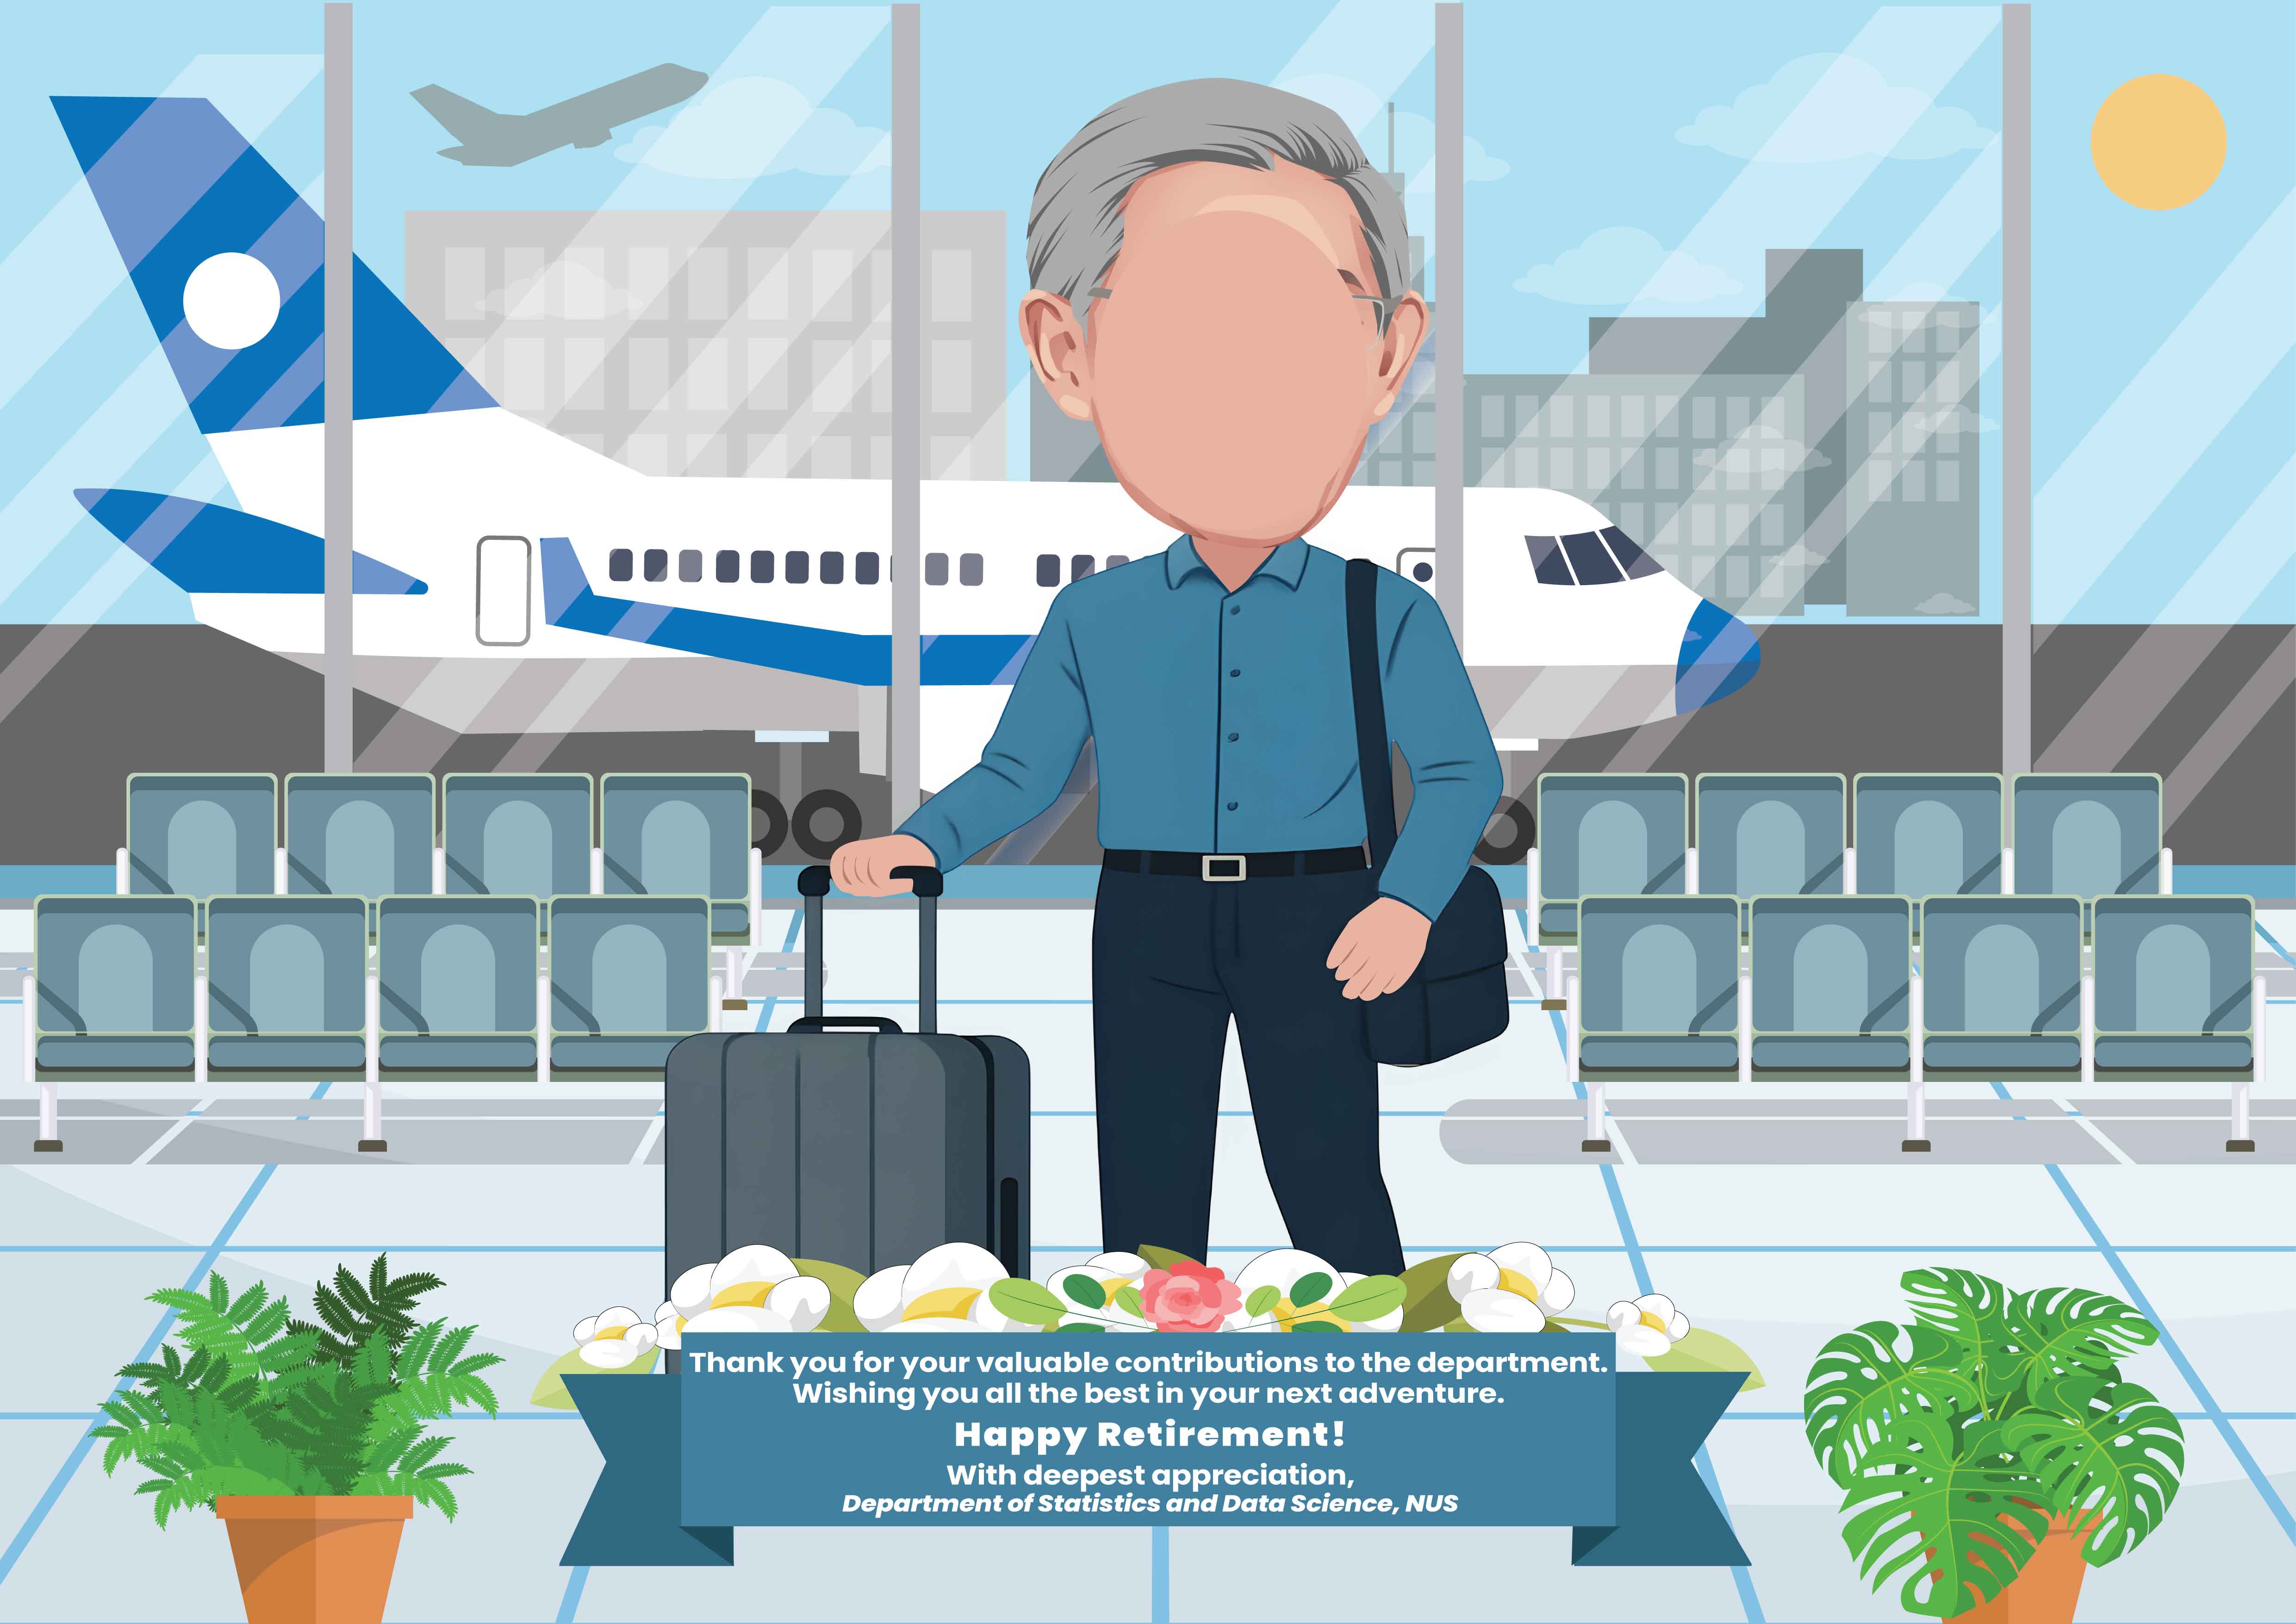 Thank you for your valuable contributions to the department.
Wishing you all the best in your next adventure.
Happy Retirement!
With deepest appreciation,
Department of Statistics and Data Science, NUS